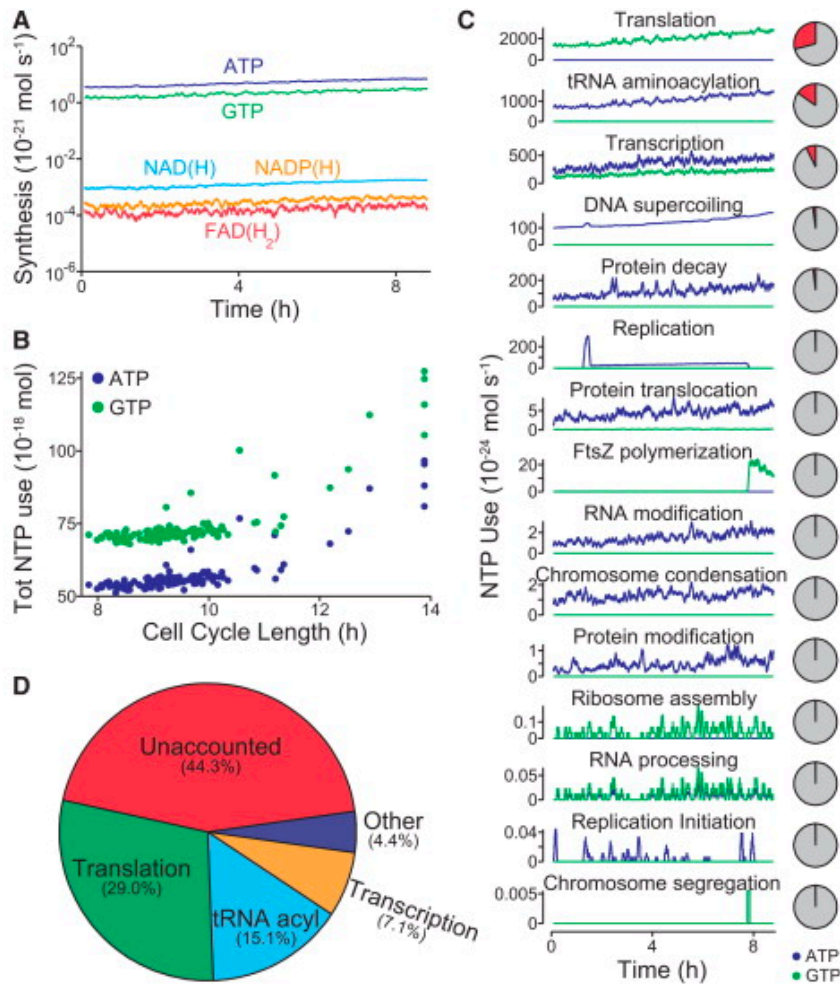 A
Synthesis (10⁻²¹ mol s⁻¹)
10²
10⁰
10⁻²
10⁻⁴
10⁻⁶
ATP
GTP
NAD(H)
NADP(H)
FAD(H₂)
0
4
8
Time (h)
B
Tot NTP use (10⁻¹⁸ mol)
125
100
75
50
ATP
GTP
8
10
12
14
Cell Cycle Length (h)
C
NTP Use (10⁻²⁴ mol s⁻¹)
Translation
2000
0
tRNA aminoacylation
1000
0
Transcription
500
0
DNA supercoiling
100
0
Protein decay
200
0
Replication
200
0
Protein translocation
5
0
FtsZ polymerization
20
0
RNA modification
2
0
Chromosome condensation
2
0
Protein modification
1
0
Ribosome assembly
0.1
0
RNA processing
0.05
0
Replication Initiation
0.04
0
Chromosome segregation
0.005
0
0
4
8
Time (h)
ATP
GTP
D
Unaccounted
(44.3%)
Other
(4.4%)
Transcription
(7.1%)
tRNA acyl
(15.1%)
Translation
(29.0%)